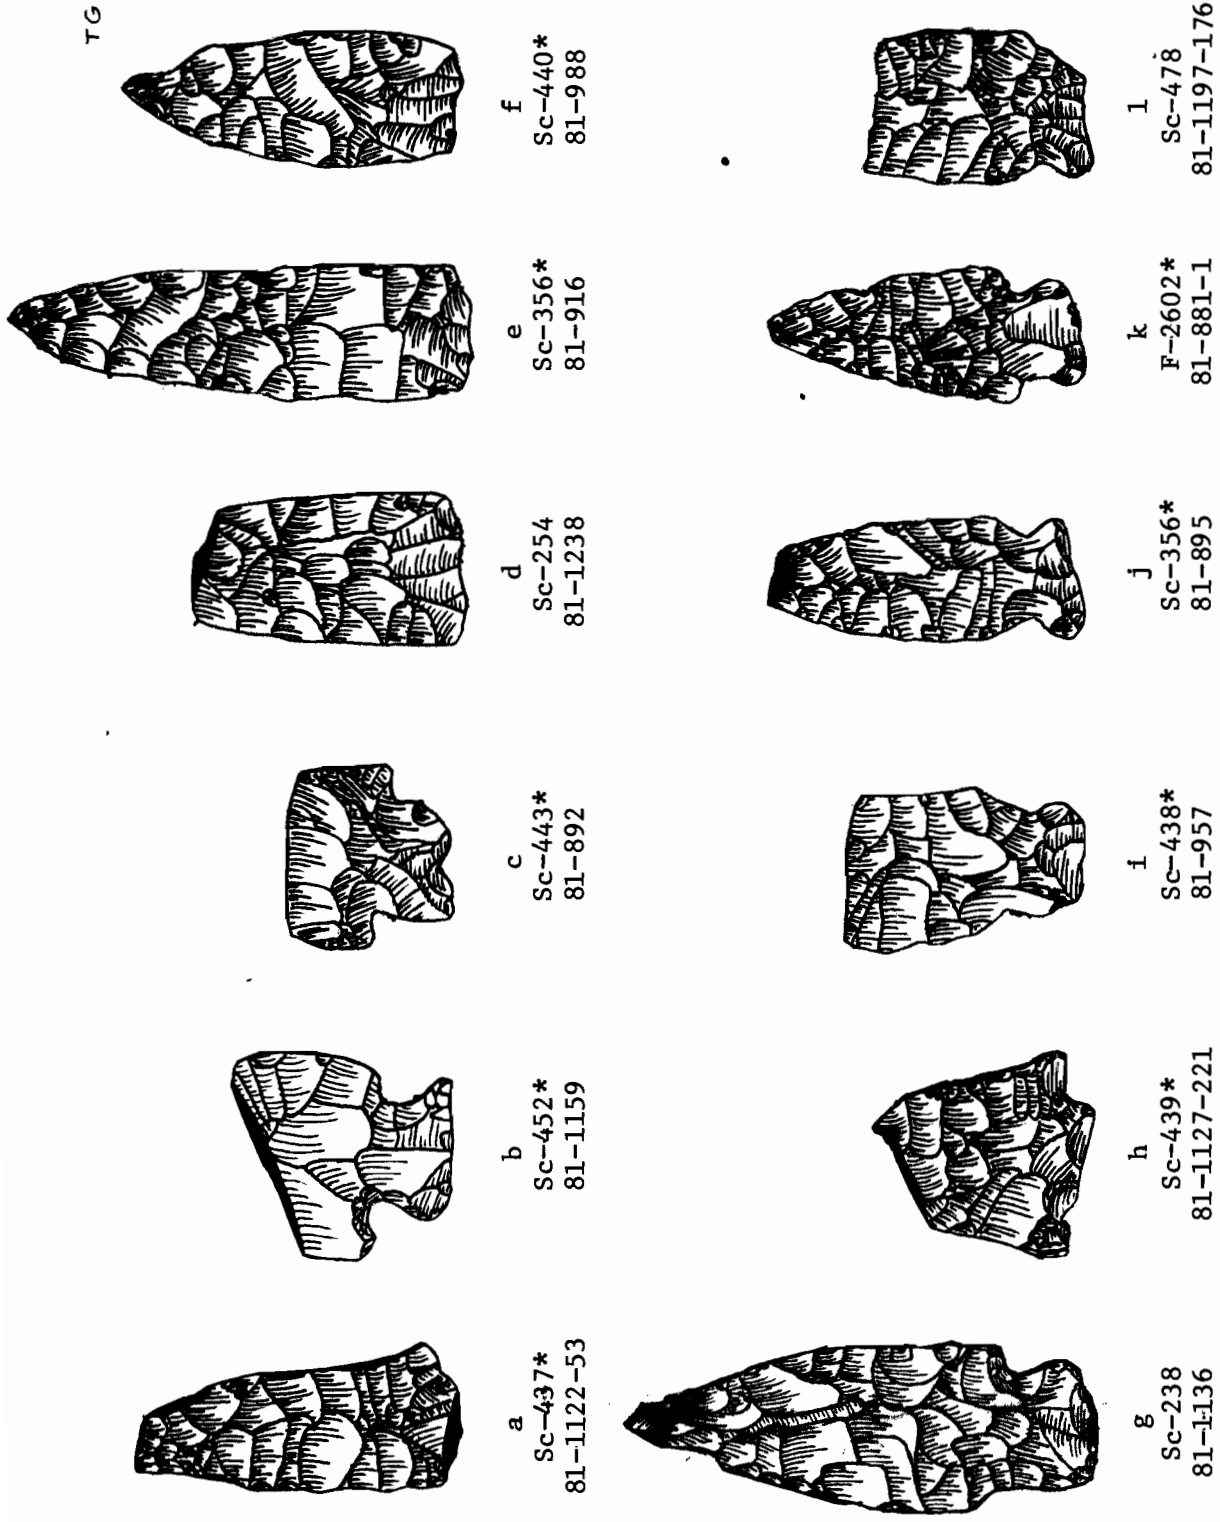 TG
a
Sc-437*
81-1122-53
b
Sc-452*
81-1159
c
Sc-443*
81-892
d
Sc-254
81-1238
e
Sc-356*
81-916
f
Sc-440*
81-988
g
Sc-238
81-1136
h
Sc-439*
81-1127-221
i
Sc-438*
81-957
j
Sc-356*
81-895
k
F-2602*
81-881-1
l
Sc-478
81-1197-176